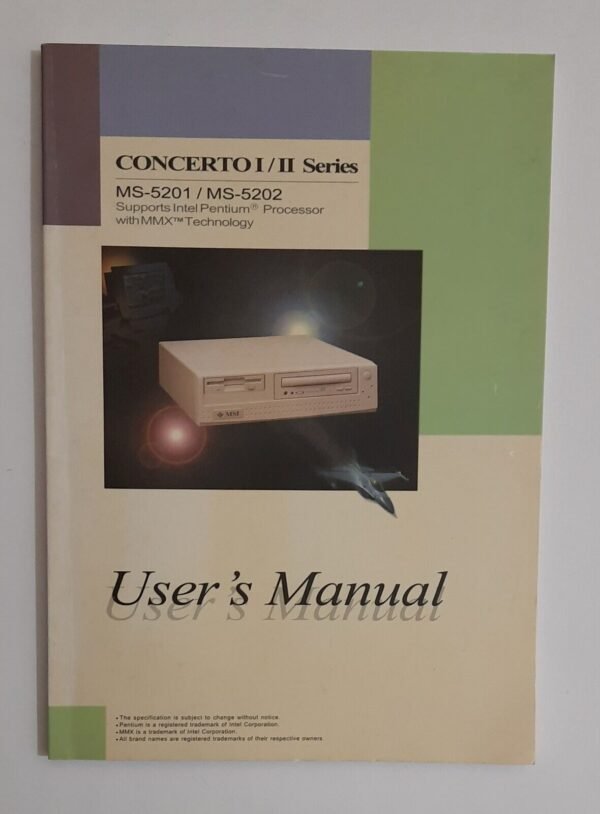 CONCERTO I / II Series
MS-5201 / MS-5202
Supports Intel Pentium® Processor
with MMX™ Technology
MSI
User's Manual
• The specification is subject to change without notice.
• Pentium is a registered trademark of Intel Corporation.
• MMX is a trademark of Intel Corporation.
• All brand names are registered trademarks of their respective owners.